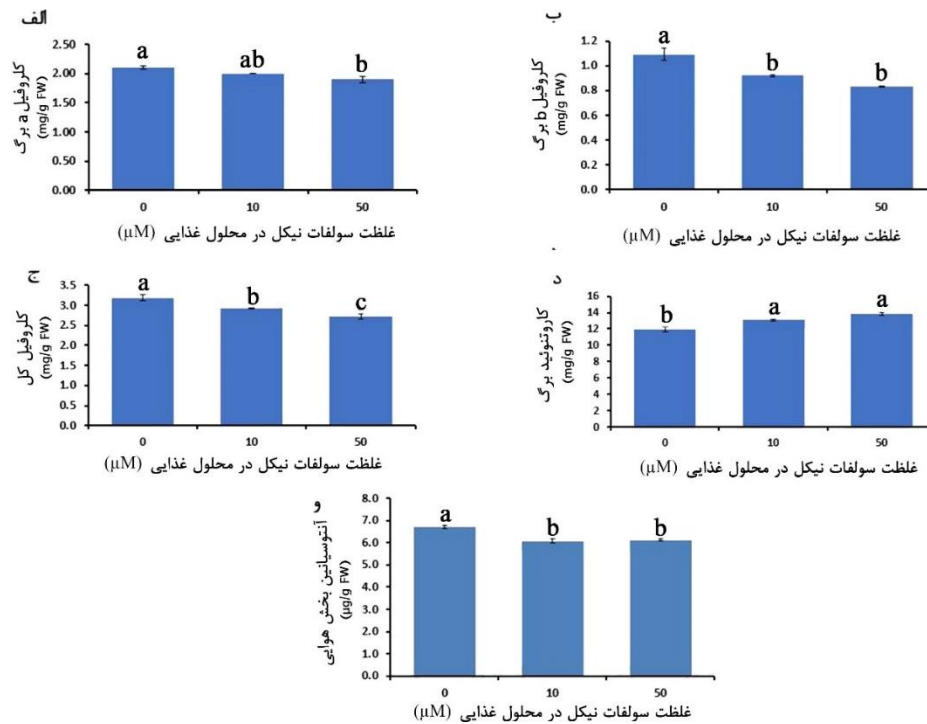 الف
2.50
2.00
1.50
1.00
0.50
0.00
a
ab
b
0
10
50
کلروفیل a برگ
(mg/g FW)
غلظت سولفات نیکل در محلول غذایی (µM)
ب
1.2
1.0
0.8
0.6
0.4
0.2
0.0
a
b
b
0
10
50
کلروفیل b برگ
(mg/g FW)
غلظت سولفات نیکل در محلول غذایی (µM)
ج
3.5
3.0
2.5
2.0
1.5
1.0
0.5
0.0
a
b
c
0
10
50
کلروفیل کل
(mg/g FW)
غلظت سولفات نیکل در محلول غذایی (µM)
د
16
14
12
10
8
6
4
2
0
b
a
a
0
10
50
کاروتنوئید برگ
(mg/g FW)
غلظت سولفات نیکل در محلول غذایی (µM)
و
8.0
7.0
6.0
5.0
4.0
3.0
2.0
1.0
0.0
a
b
b
0
10
50
آنتوسیانین بخش هوایی
(µg/g FW)
غلظت سولفات نیکل در محلول غذایی (µM)